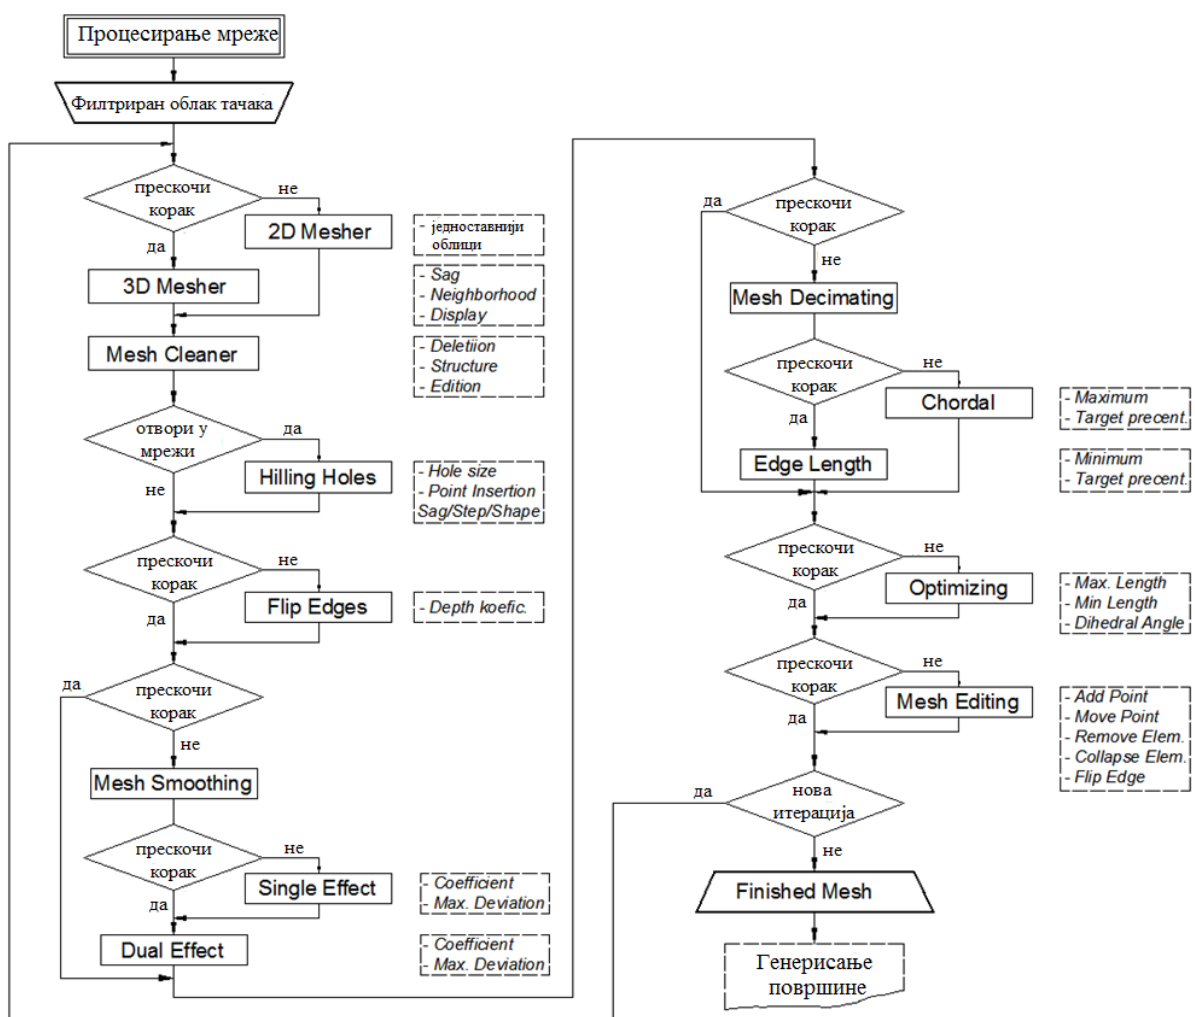 Процесирање мреже
Филтриран облак тачака
прескочи
корак
не
да
2D Mesher
- једноставнији
облици
3D Mesher
- Sag
- Neighborhood
- Display
Mesh Cleaner
- Deletiion
- Structure
- Edition
отвори у
мрежи
да
не
Hilling Holes
- Hole size
- Point Insertion
Sag/Step/Shape
прескочи
корак
не
да
Flip Edges
- Depth koefic.
прескочи
корак
да
не
Mesh Smoothing
прескочи
корак
не
да
Single Effect
- Coefficient
- Max. Deviation
Dual Effect
- Coefficient
- Max. Deviation
прескочи
корак
да
не
Mesh Decimating
прескочи
корак
не
да
Chordal
- Maximum
- Target precent.
Edge Length
- Minimum
- Target precent.
прескочи
корак
не
да
Optimizing
- Max. Length
- Min Length
- Dihedral Angle
прескочи
корак
не
да
Mesh Editing
- Add Point
- Move Point
- Remove Elem.
- Collapse Elem.
- Flip Edge
нова
итерација
да
не
Finished Mesh
Генерисање
површине